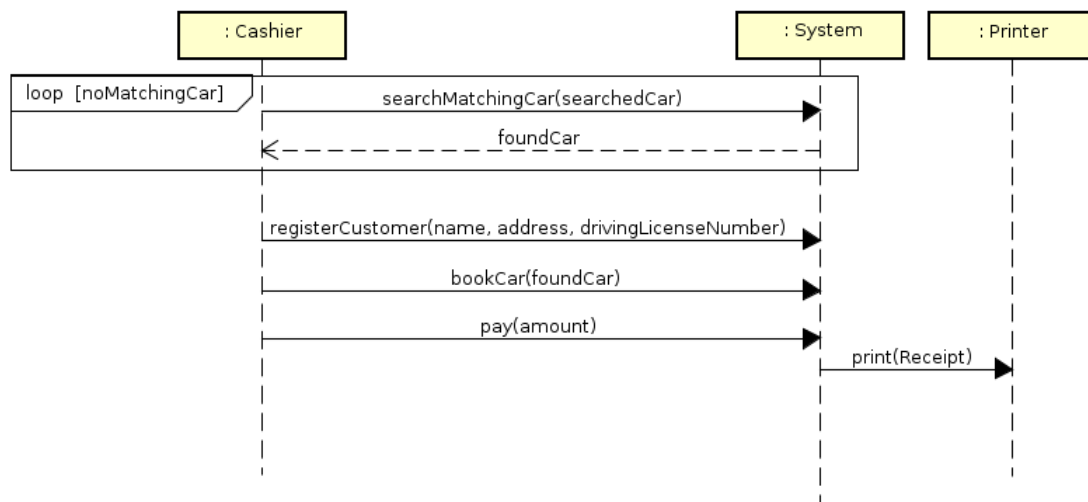 : Cashier
: System
: Printer
loop [noMatchingCar]
searchMatchingCar(searchedCar)
foundCar
registerCustomer(name, address, drivingLicenseNumber)
bookCar(foundCar)
pay(amount)
print(Receipt)